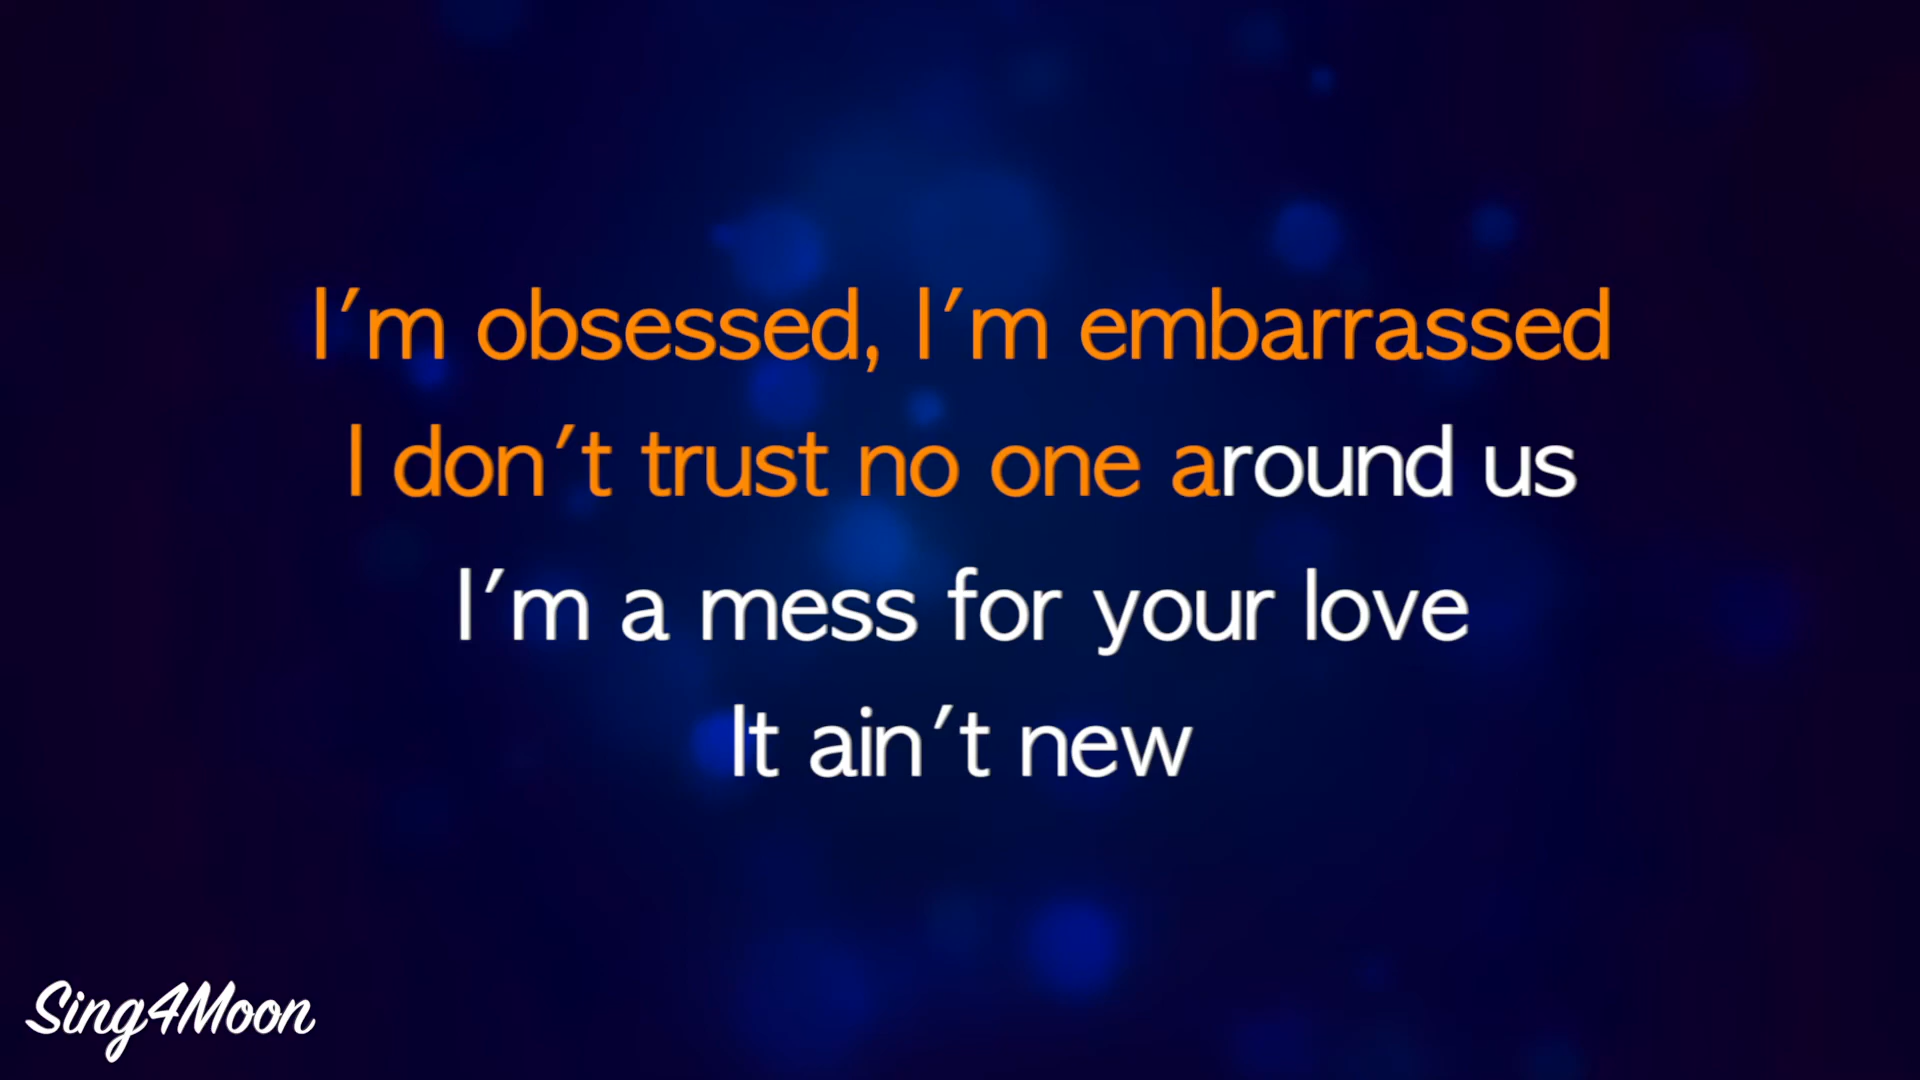 I'm obsessed, I'm embarrassed
I don't trust no one around us
I'm a mess for your love
It ain't new
Sing4Moon